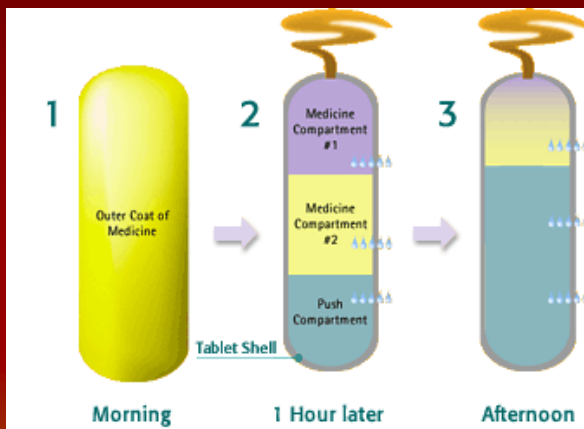 1
2
3
Outer Coat of
Medicine
Medicine
Compartment
#1
Medicine
Compartment
#2
Push
Compartment
Tablet Shell
Morning
1 Hour later
Afternoon